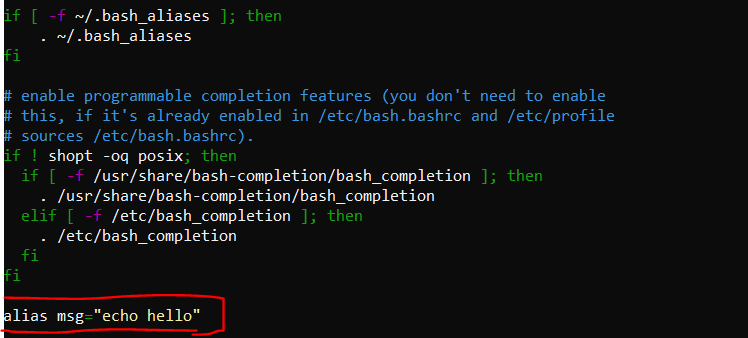 if [ -f ~/.bash_aliases ]; then
    . ~/.bash_aliases
fi

# enable programmable completion features (you don't need to enable
# this, if it's already enabled in /etc/bash.bashrc and /etc/profile
# sources /etc/bash.bashrc).
if ! shopt -oq posix; then
  if [ -f /usr/share/bash-completion/bash_completion ]; then
    . /usr/share/bash-completion/bash_completion
  elif [ -f /etc/bash_completion ]; then
    . /etc/bash_completion
  fi
fi

alias msg="echo hello"